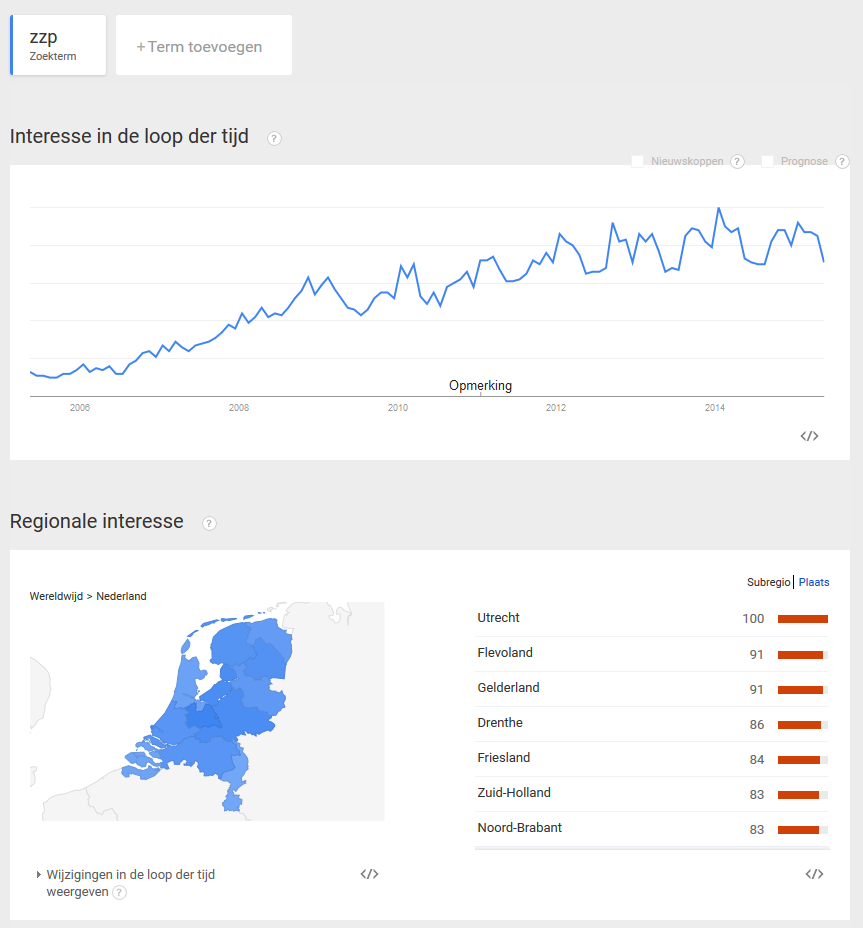 zzp
Zoekterm
+ Term toevoegen
Interesse in de loop der tijd ?
Nieuwskoppen ? Prognose ?
Opmerking
2006 2008 2010 2012 2014
</>
Regionale interesse ?
Subregio | Plaats
Wereldwijd > Nederland
Utrecht 100
Flevoland 91
Gelderland 91
Drenthe 86
Friesland 84
Zuid-Holland 83
Noord-Brabant 83
Wijzigingen in de loop der tijd
weergeven ?
</> </>